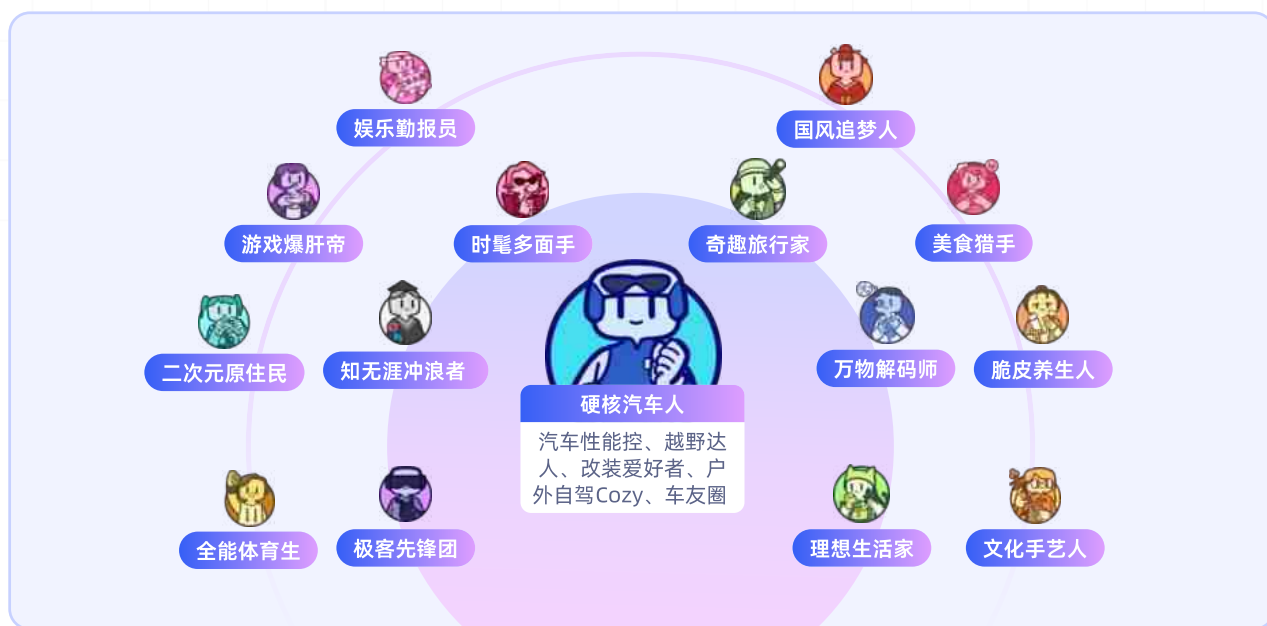 娱乐勤报员
国风追梦人
游戏爆肝帝
时髦多面手
奇趣旅行家
美食猎手
二次元原住民
知无涯冲浪者
万物解码师
脆皮养生人
硬核汽车人
汽车性能控、越野达
人、改装爱好者、户
外自驾Cozy、车友圈
全能体育生
极客先锋团
理想生活家
文化手艺人